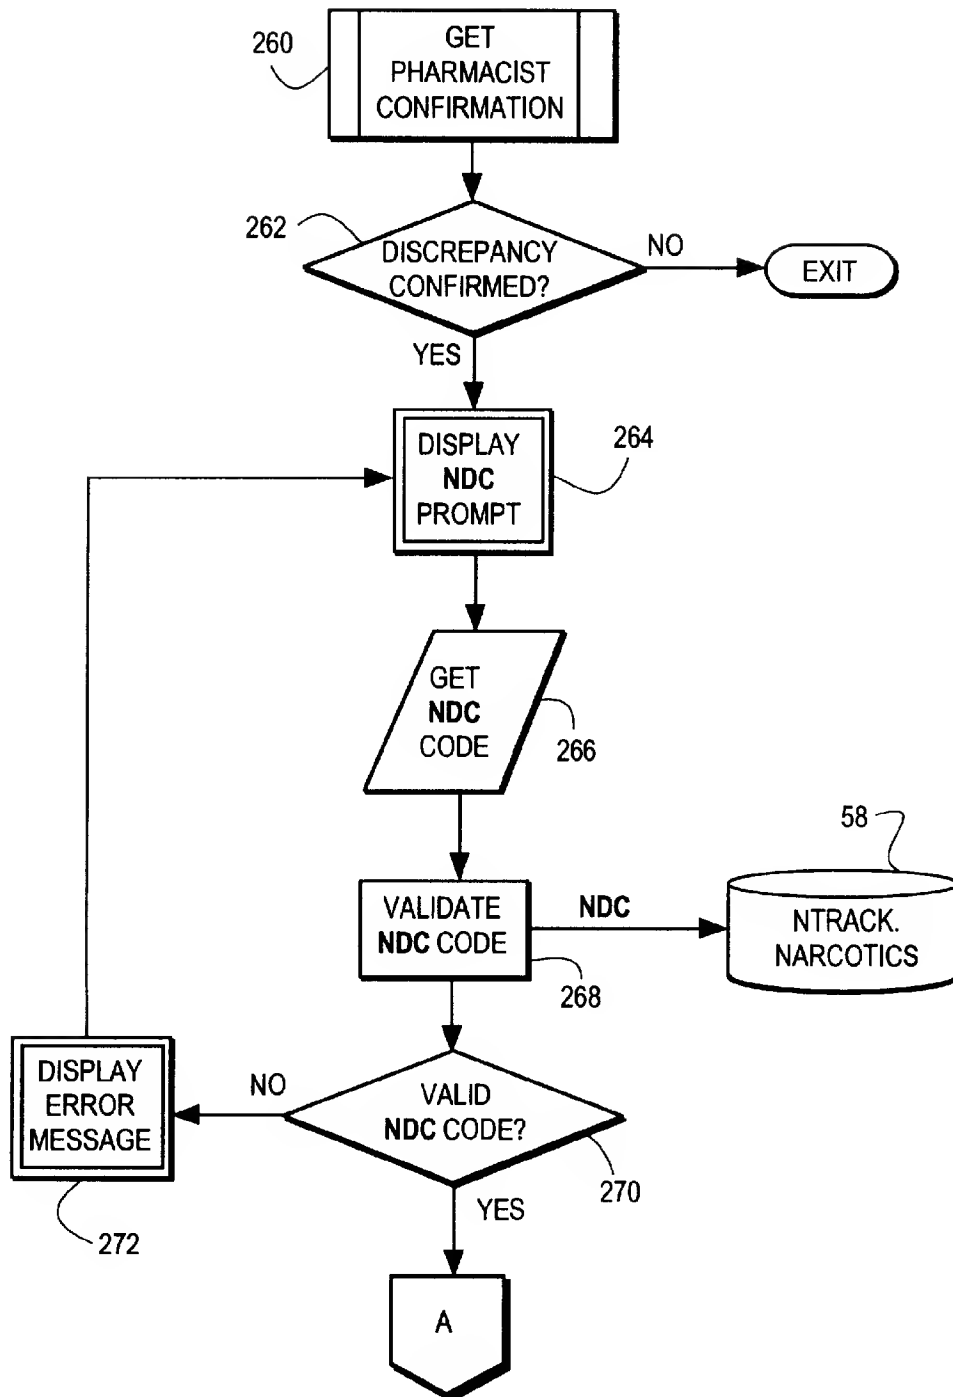 260
GET
PHARMACIST
CONFIRMATION
262
DISCREPANCY
CONFIRMED?
NO
EXIT
YES
DISPLAY
NDC
PROMPT
264
GET
NDC
CODE
266
58
VALIDATE
NDC CODE
NDC
NTRACK.
NARCOTICS
268
DISPLAY
ERROR
MESSAGE
NO
VALID
NDC CODE?
270
272
YES
A